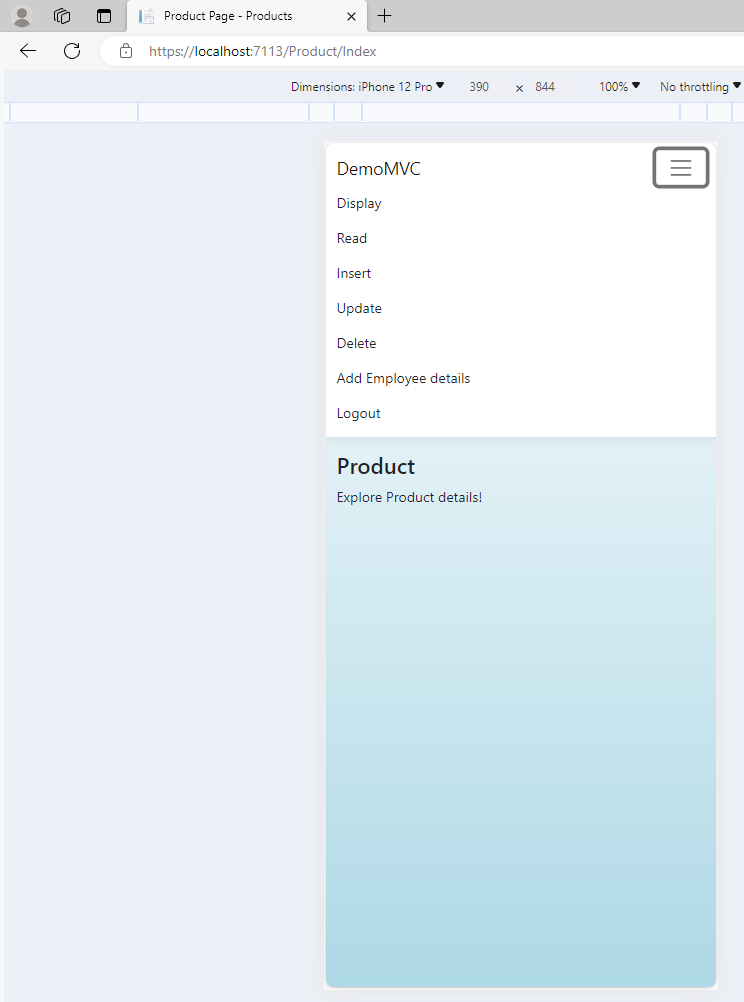 Product Page - Products
https://localhost:7113/Product/Index
Dimensions: iPhone 12 Pro 390 × 844 100% No throttling
DemoMVC
Display
Read
Insert
Update
Delete
Add Employee details
Logout
Product
Explore Product details!